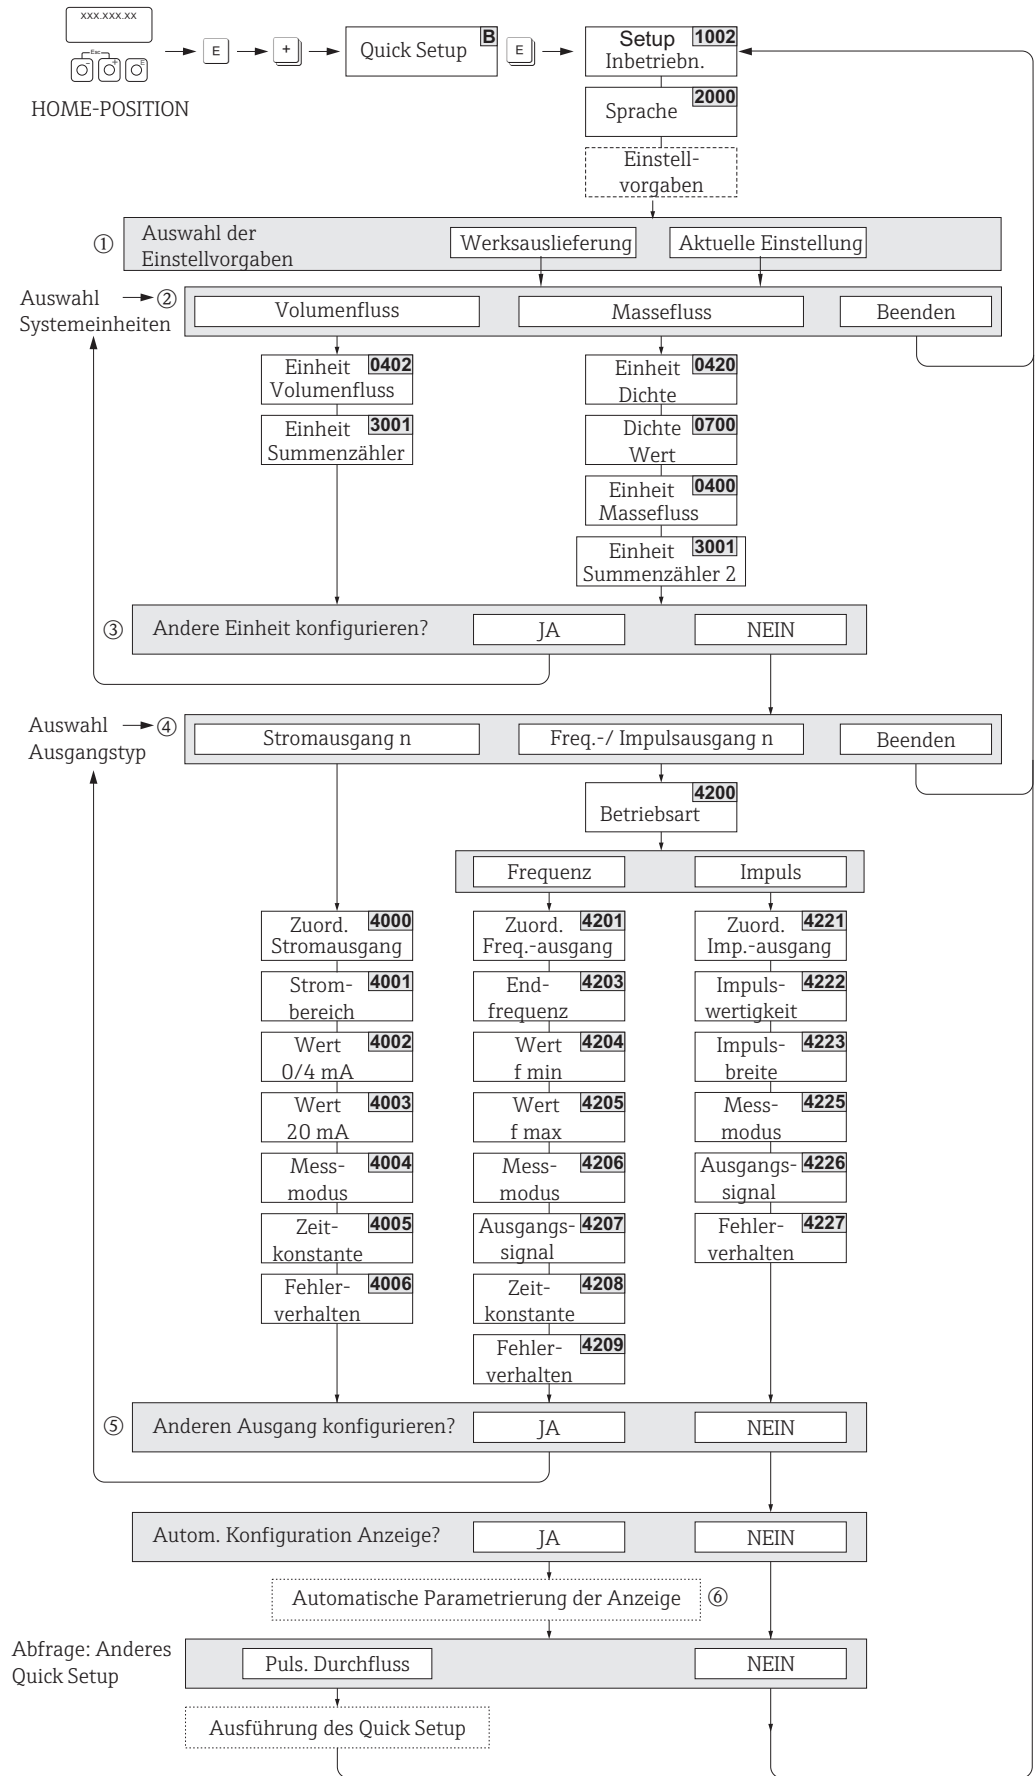 XXX.XXX.XX
Esc
E
- + E
HOME-POSITION
E
+
Quick Setup B
E
Setup 1002
Inbetriebn.
Sprache 2000
Einstell-
vorgaben
① Auswahl der
Einstellvorgaben
Werksauslieferung
Aktuelle Einstellung
Auswahl
Systemeinheiten
②
Volumenfluss
Massefluss
Beenden
Einheit 0402
Volumenfluss
Einheit 3001
Summenzähler
Einheit 0420
Dichte
Dichte 0700
Wert
Einheit 0400
Massefluss
Einheit 3001
Summenzähler 2
③ Andere Einheit konfigurieren?
JA
NEIN
Auswahl
Ausgangstyp
④
Stromausgang n
Freq.-/ Impulsausgang n
Beenden
4200
Betriebsart
Frequenz
Impuls
Zuord. 4000
Stromausgang
Strom- 4001
bereich
Wert 4002
0/4 mA
Wert 4003
20 mA
Mess- 4004
modus
Zeit- 4005
konstante
Fehler- 4006
verhalten
Zuord. 4201
Freq.-ausgang
End- 4203
frequenz
Wert 4204
f min
Wert 4205
f max
Mess- 4206
modus
Ausgangs- 4207
signal
Zeit- 4208
konstante
Fehler- 4209
verhalten
Zuord. 4221
Imp.-ausgang
Impuls- 4222
wertigkeit
Impuls- 4223
breite
Mess- 4225
modus
Ausgangs- 4226
signal
Fehler- 4227
verhalten
⑤ Anderen Ausgang konfigurieren?
JA
NEIN
Autom. Konfiguration Anzeige?
JA
NEIN
Automatische Parametrierung der Anzeige ⑥
Abfrage: Anderes
Quick Setup
Puls. Durchfluss
NEIN
Ausführung des Quick Setup